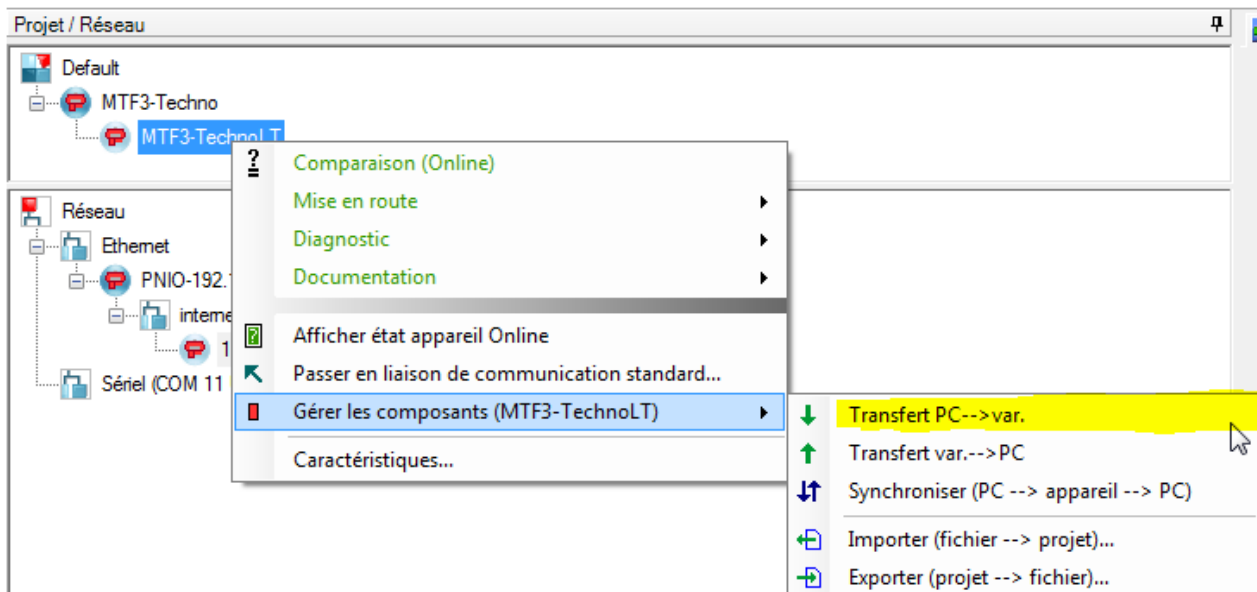 Projet / Réseau
Default
MTF3-Techno
MTF3-TechnoLT
Comparaison (Online)
Mise en route
Diagnostic
Documentation
Afficher état appareil Online
Passer en liaison de communication standard...
Gérer les composants (MTF3-TechnoLT)
Caractéristiques...
Réseau
Ethernet
PNIO-192.
interne
1
Sériel (COM 11
Transfert PC-->var.
Transfert var.-->PC
Synchroniser (PC --> appareil --> PC)
Importer (fichier --> projet)...
Exporter (projet --> fichier)...